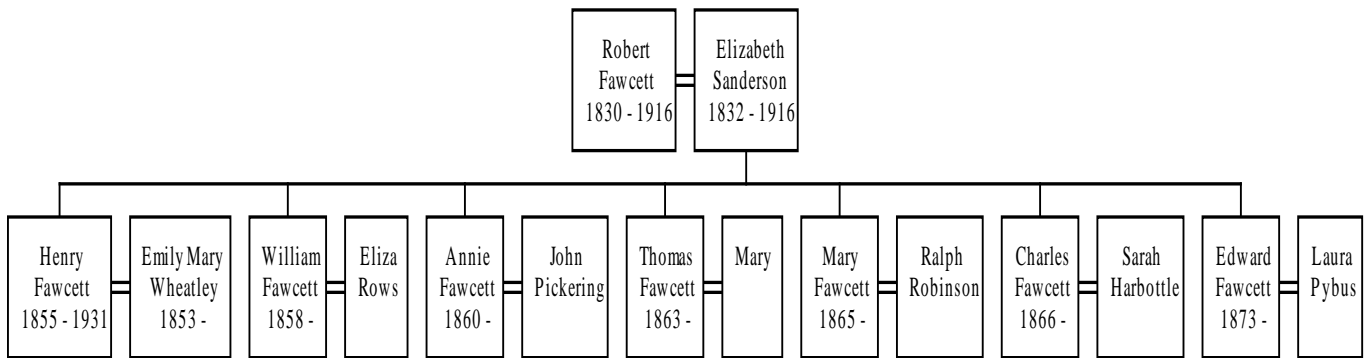 Robert
Fawcett
1830 - 1916
Elizabeth
Sanderson
1832 - 1916
Henry
Fawcett
1855 - 1931
Emily Mary
Wheatley
1853 -
William
Fawcett
1858 -
Eliza
Rows
Annie
Fawcett
1860 -
John
Pickering
Thomas
Fawcett
1863 -
Mary
Mary
Fawcett
1865 -
Ralph
Robinson
Charles
Fawcett
1866 -
Sarah
Harbottle
Edward
Fawcett
1873 -
Laura
Pybus